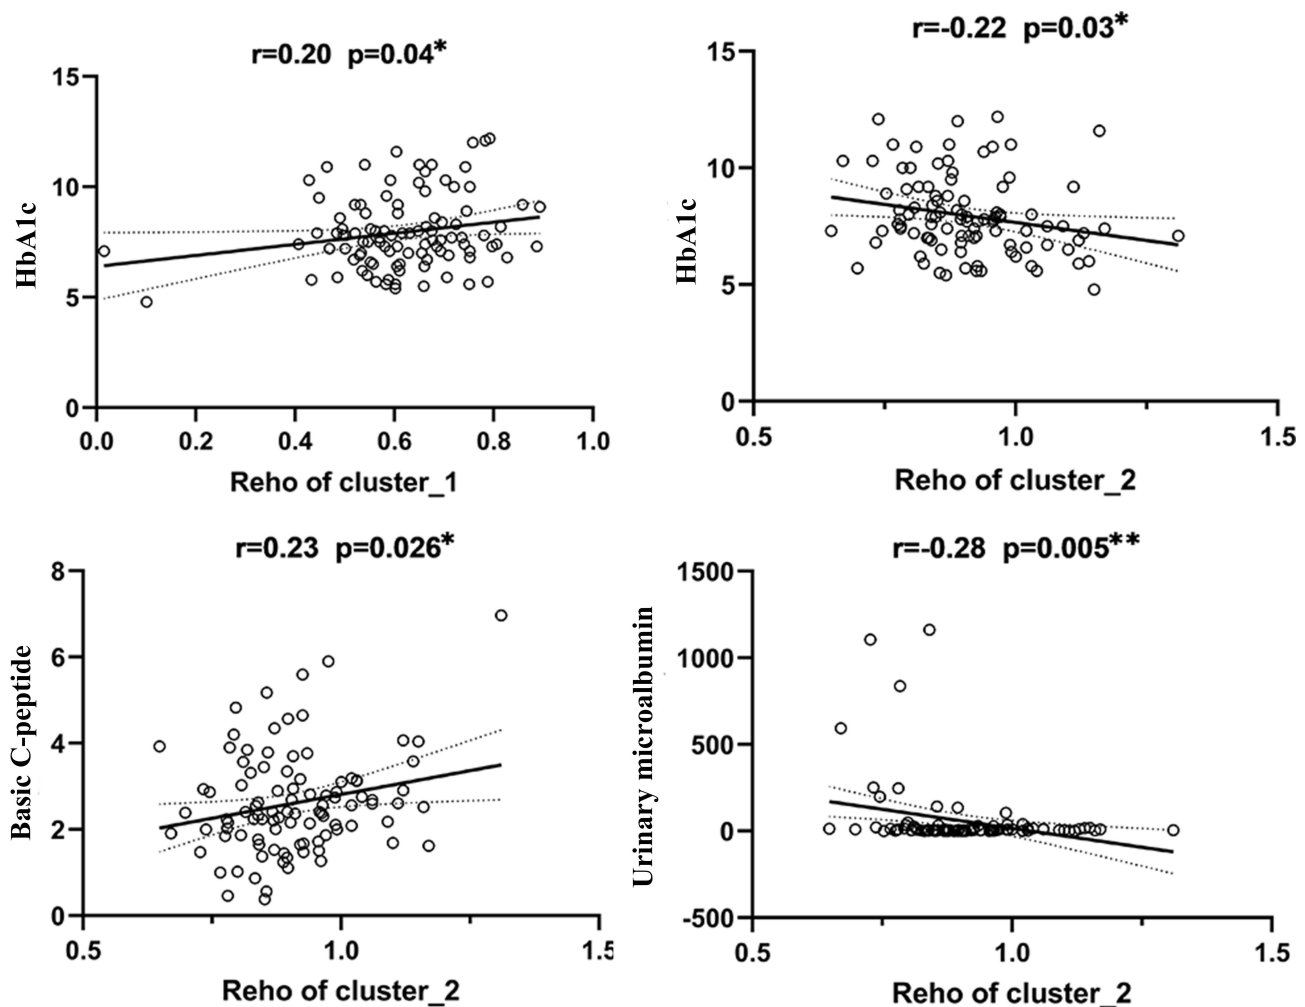 r=0.20 p=0.04*
HbA1c
15
10
5
0
0.0 0.2 0.4 0.6 0.8 1.0
Reho of cluster_1
r=-0.22 p=0.03*
HbA1c
15
10
5
0
0.5 1.0 1.5
Reho of cluster_2
r=0.23 p=0.026*
Basic C-peptide
8
6
4
2
0
0.5 1.0 1.5
Reho of cluster_2
r=-0.28 p=0.005**
Urinary microalbumin
1500
1000
500
0
-500
0.5 1.0 1.5
Reho of cluster_2